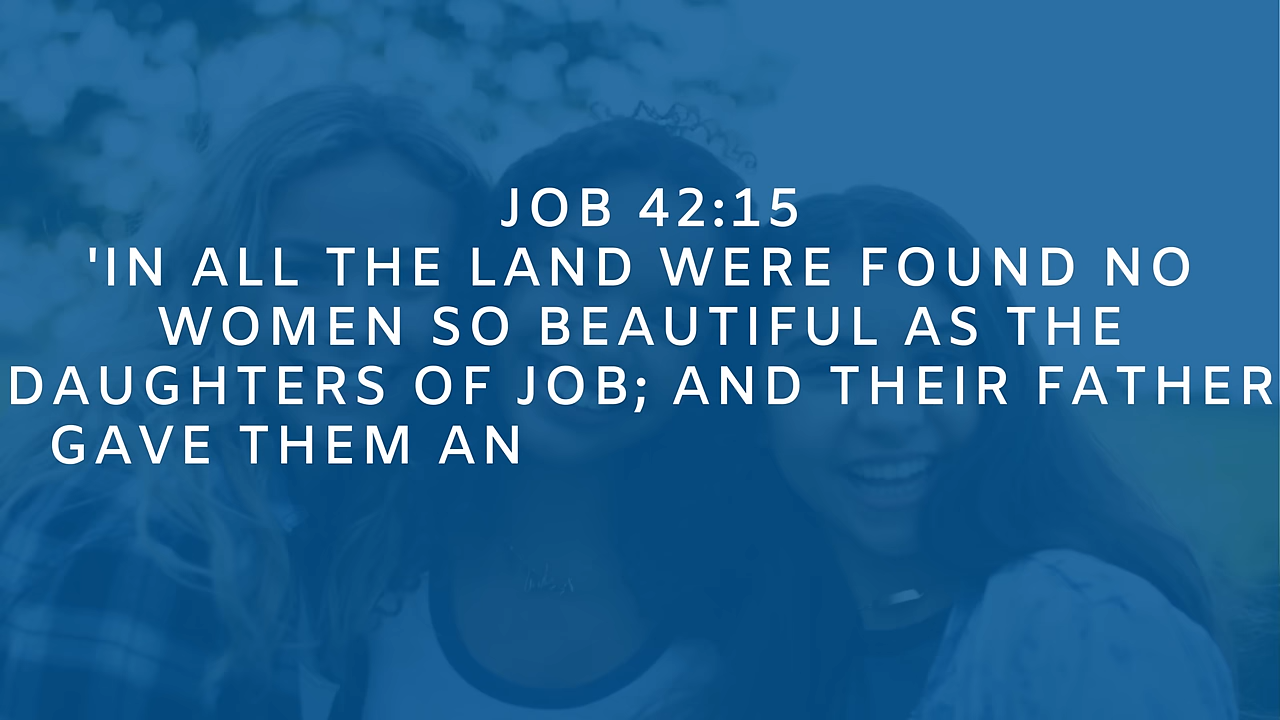 JOB 42:15
'IN ALL THE LAND WERE FOUND NO
WOMEN SO BEAUTIFUL AS THE
DAUGHTERS OF JOB; AND THEIR FATHER
GAVE THEM AN